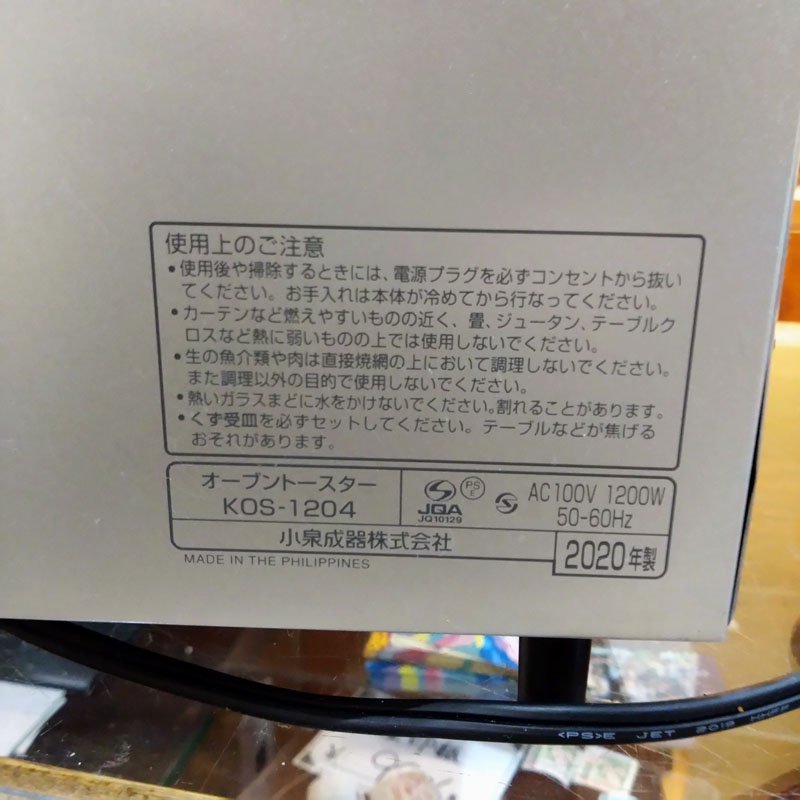 使用上のご注意
•使用後や掃除するときには、電源プラグを必ずコンセントから抜い
てください。お手入れは本体が冷めてから行なってください。
•カーテンなど燃えやすいものの近く、畳、ジュータン、テーブルク
ロスなど熱に弱いものの上では使用しないでください。
•生の魚介類や肉は直接焼網の上において調理しないでください。
また調理以外の目的で使用しないでください。
•熱いガラスまどに水をかけないでください。割れることがあります。
•くず受皿を必ずセットしてください。テーブルなどが焦げる
おそれがあります。
オーブントースター
KOS-1204
JQA
JQ10129
PS
E
S
AC100V 1200W
50-60Hz
小泉成器株式会社
2020年製
MADE IN THE PHILIPPINES
<PS>E JET